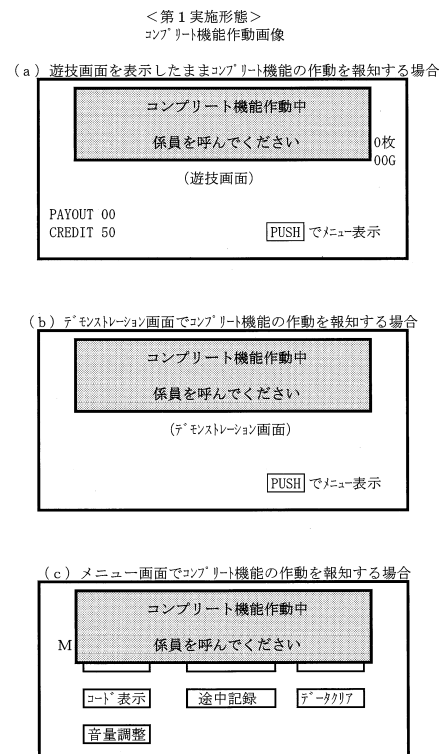 ＜第１実施形態＞
ｺﾝﾌﾟﾘｰﾄ機能作動画像
（ａ）遊技画面を表示したままｺﾝﾌﾟﾘｰﾄ機能の作動を報知する場合
コンプリート機能作動中
係員を呼んでください
0枚
00G
(遊技画面)
PAYOUT 00
CREDIT 50
PUSH でﾒﾆｭｰ表示
（ｂ）ﾃﾞﾓﾝｽﾄﾚｰｼｮﾝ画面でｺﾝﾌﾟﾘｰﾄ機能の作動を報知する場合
コンプリート機能作動中
係員を呼んでください
(ﾃﾞﾓﾝｽﾄﾚｰｼｮﾝ画面)
PUSH でﾒﾆｭｰ表示
（ｃ）メニュー画面でｺﾝﾌﾟﾘｰﾄ機能の作動を報知する場合
コンプリート機能作動中
M 係員を呼んでください
ｺｰﾄﾞ表示 途中記録 ﾃﾞｰﾀｸﾘｱ
音量調整